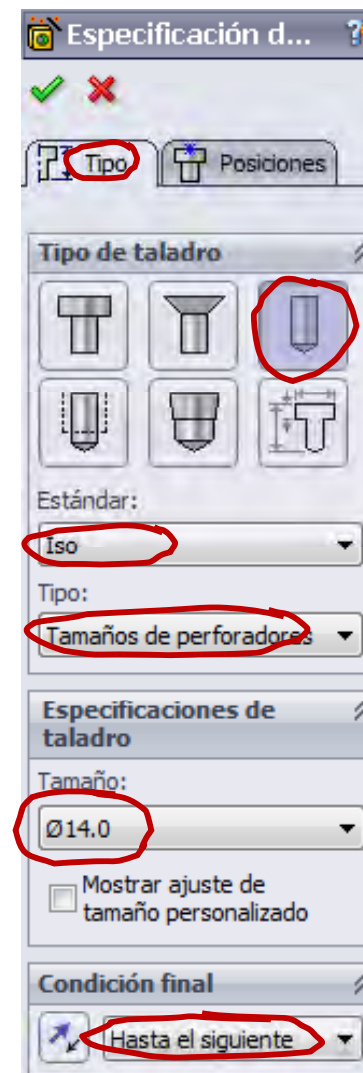 Especificación d... ?
Tipo Posiciones
Tipo de taladro
Estándar:
Iso
Tipo:
Tamaños de perforadores
Especificaciones de
taladro
Tamaño:
Ø14.0
Mostrar ajuste de
tamaño personalizado
Condición final
Hasta el siguiente